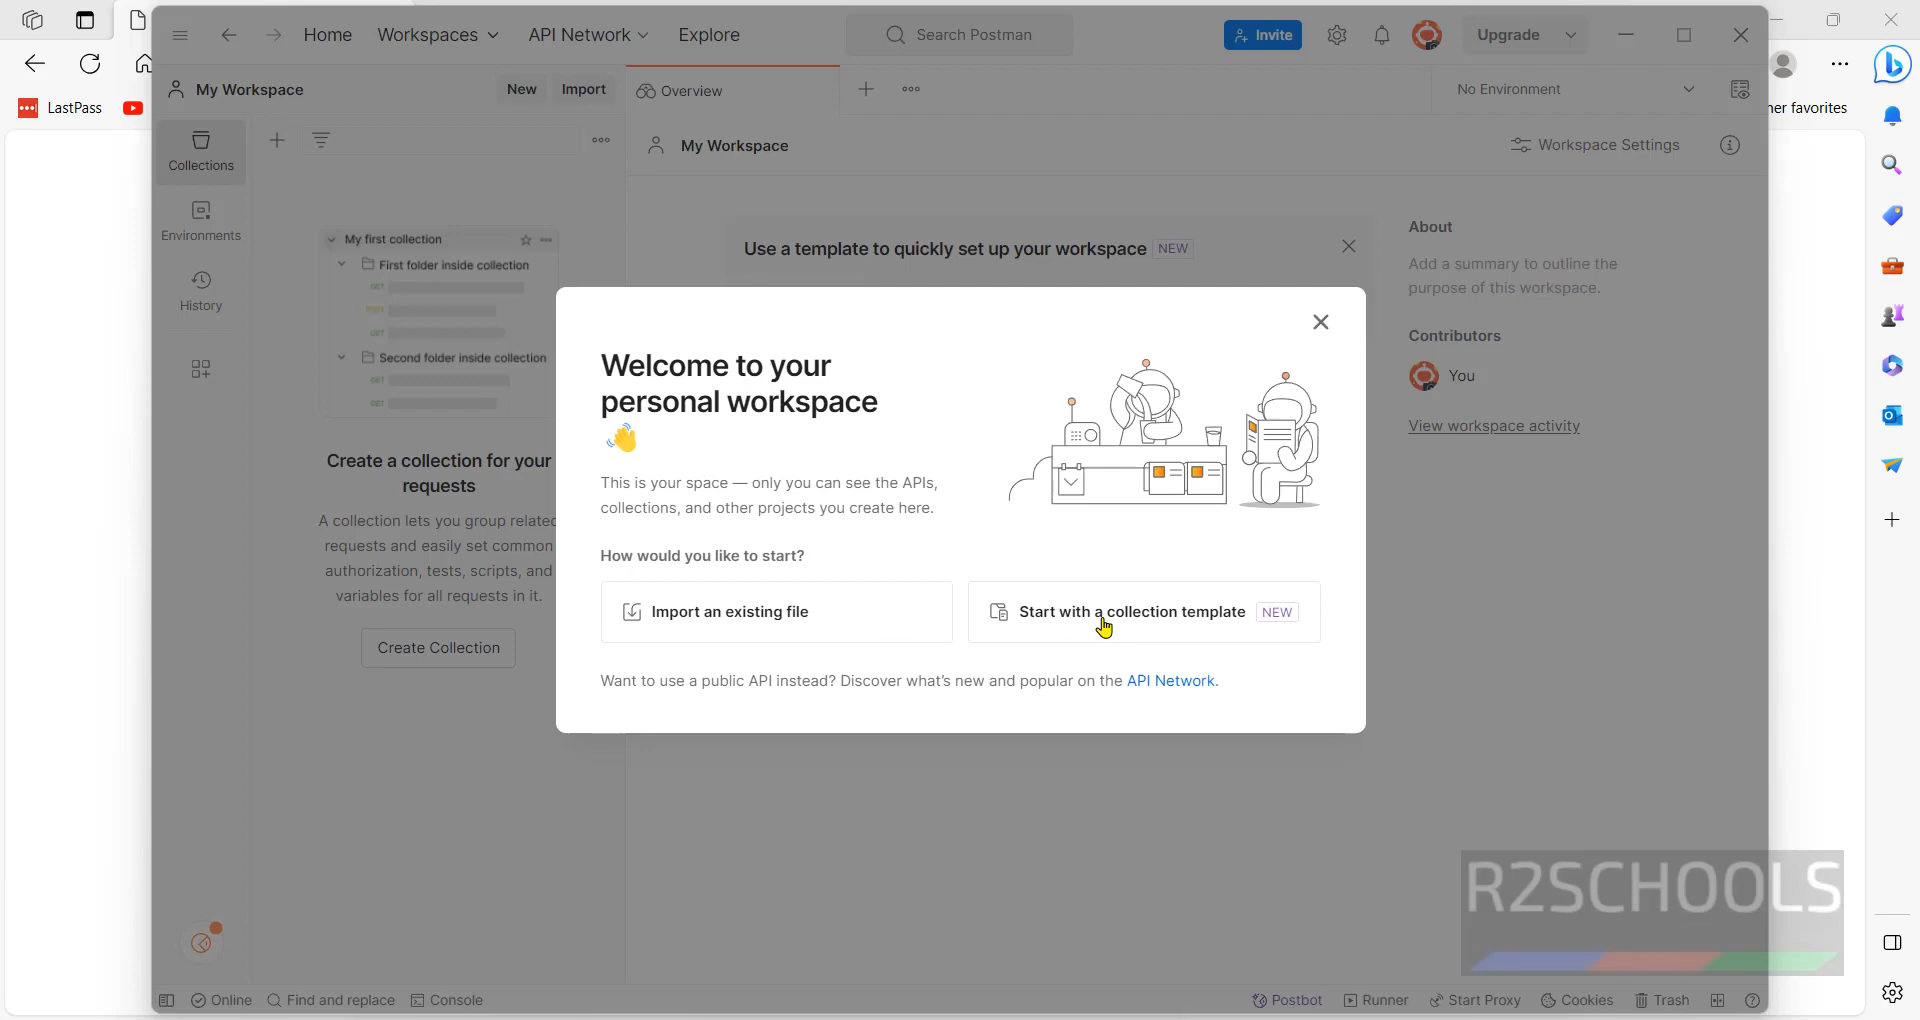 Home
Workspaces
API Network
Explore
Search Postman
Invite
Upgrade
My Workspace
New
Import
Overview
No Environment
LastPass
her favorites
Collections
My Workspace
Workspace Settings
Environments
History
My first collection
First folder inside collection
GET
GET
Second folder inside collection
GET
GET
Use a template to quickly set up your workspace NEW
About
Add a summary to outline the
purpose of this workspace.
Contributors
You
View workspace activity
Create a collection for your
requests
A collection lets you group related
requests and easily set common
authorization, tests, scripts, and
variables for all requests in it.
Create Collection
Welcome to your
personal workspace
This is your space — only you can see the APIs,
collections, and other projects you create here.
How would you like to start?
Import an existing file
Start with a collection template NEW
Want to use a public API instead? Discover what's new and popular on the API Network.
R2SCHOOLS
Online
Find and replace
Console
Postbot
Runner
Start Proxy
Cookies
Trash